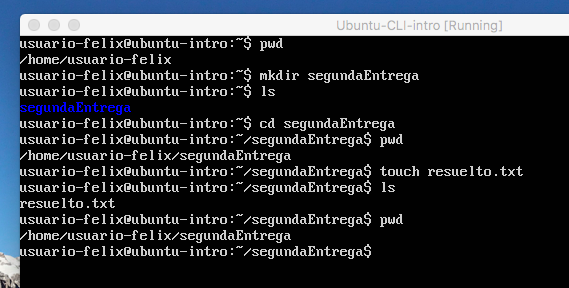 Ubuntu-CLI-intro [Running]
usuario-felix@ubuntu-intro:~$ pwd
/home/usuario-felix
usuario-felix@ubuntu-intro:~$ mkdir segundaEntrega
usuario-felix@ubuntu-intro:~$ ls
segundaEntrega
usuario-felix@ubuntu-intro:~$ cd segundaEntrega
usuario-felix@ubuntu-intro:~/segundaEntrega$ pwd
/home/usuario-felix/segundaEntrega
usuario-felix@ubuntu-intro:~/segundaEntrega$ touch resuelto.txt
usuario-felix@ubuntu-intro:~/segundaEntrega$ ls
resuelto.txt
usuario-felix@ubuntu-intro:~/segundaEntrega$ pwd
/home/usuario-felix/segundaEntrega
usuario-felix@ubuntu-intro:~/segundaEntrega$